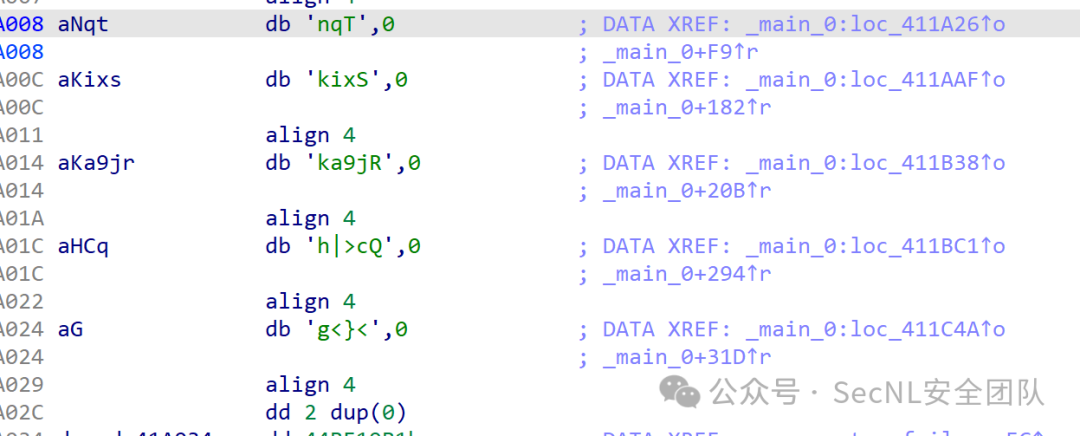 align 4
A008 aNqt db 'nqT',0 ; DATA XREF: _main_0:loc_411A26↑o
A008 ; _main_0+F9↑r
A00C aKixs db 'kixS',0 ; DATA XREF: _main_0:loc_411AAF↑o
A00C ; _main_0+182↑r
A011 align 4
A014 aKa9jr db 'ka9jR',0 ; DATA XREF: _main_0:loc_411B38↑o
A014 ; _main_0+20B↑r
A01A align 4
A01C aHCq db 'h|>cQ',0 ; DATA XREF: _main_0:loc_411BC1↑o
A01C ; _main_0+294↑r
A022 align 4
A024 aG db 'g<}<',0 ; DATA XREF: _main_0:loc_411C4A↑o
A024 ; _main_0+31D↑r
A029 align 4
A02C dd 2 dup(0)
公众号 · SecNL安全团队